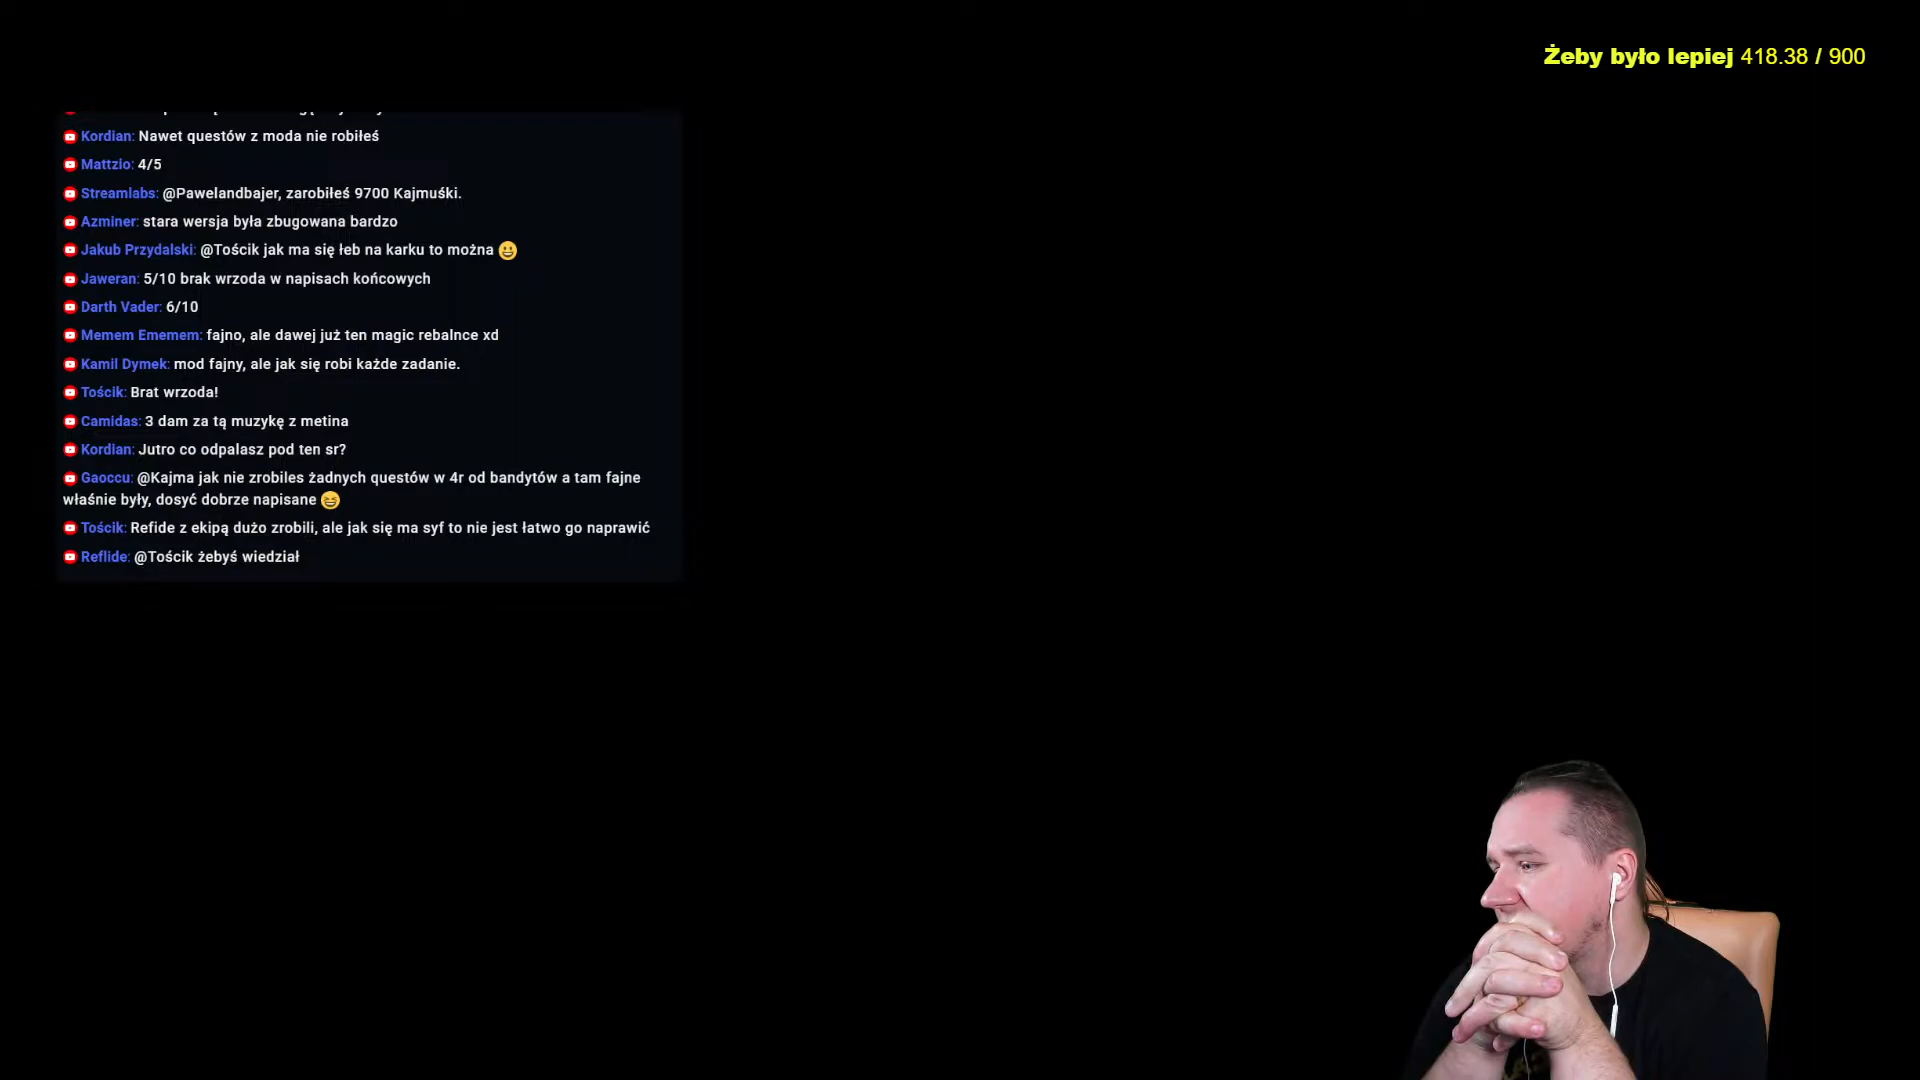 Żeby było lepiej 418.38 / 900
Kordian: Nawet questów z moda nie robiłeś
Mattzio: 4/5
Streamlabs: @Pawelandbajer, zarobiłeś 9700 Kajmuśki.
Azminer: stara wersja była zbugowana bardzo
Jakub Przydalski: @Tościk jak ma się łeb na karku to można 😀
Jaweran: 5/10 brak wrzoda w napisach końcowych
Darth Vader: 6/10
Memem Ememem: fajno, ale dawej już ten magic rebalnce xd
Kamil Dymek: mod fajny, ale jak się robi każde zadanie.
Tościk: Brat wrzoda!
Camidas: 3 dam za tą muzykę z metina
Kordian: Jutro co odpalasz pod ten sr?
Gaoccu: @Kajma jak nie zrobiles żadnych questów w 4r od bandytów a tam fajne
właśnie były, dosyć dobrze napisane 😆
Tościk: Refide z ekipą dużo zrobili, ale jak się ma syf to nie jest łatwo go naprawić
Reflide: @Tościk żebyś wiedział